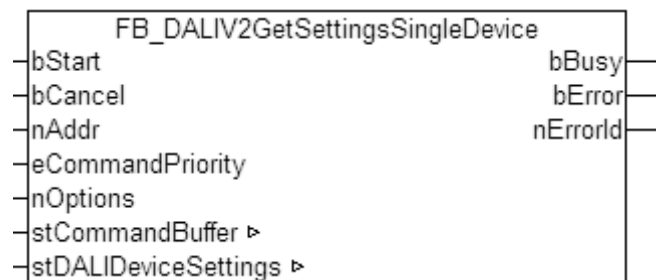 FB_DALIV2GetSettingsSingleDevice
bStart bBusy
bCancel bError
nAddr nErrorId
eCommandPriority
nOptions
stCommandBuffer ▹
stDALIDeviceSettings ▹